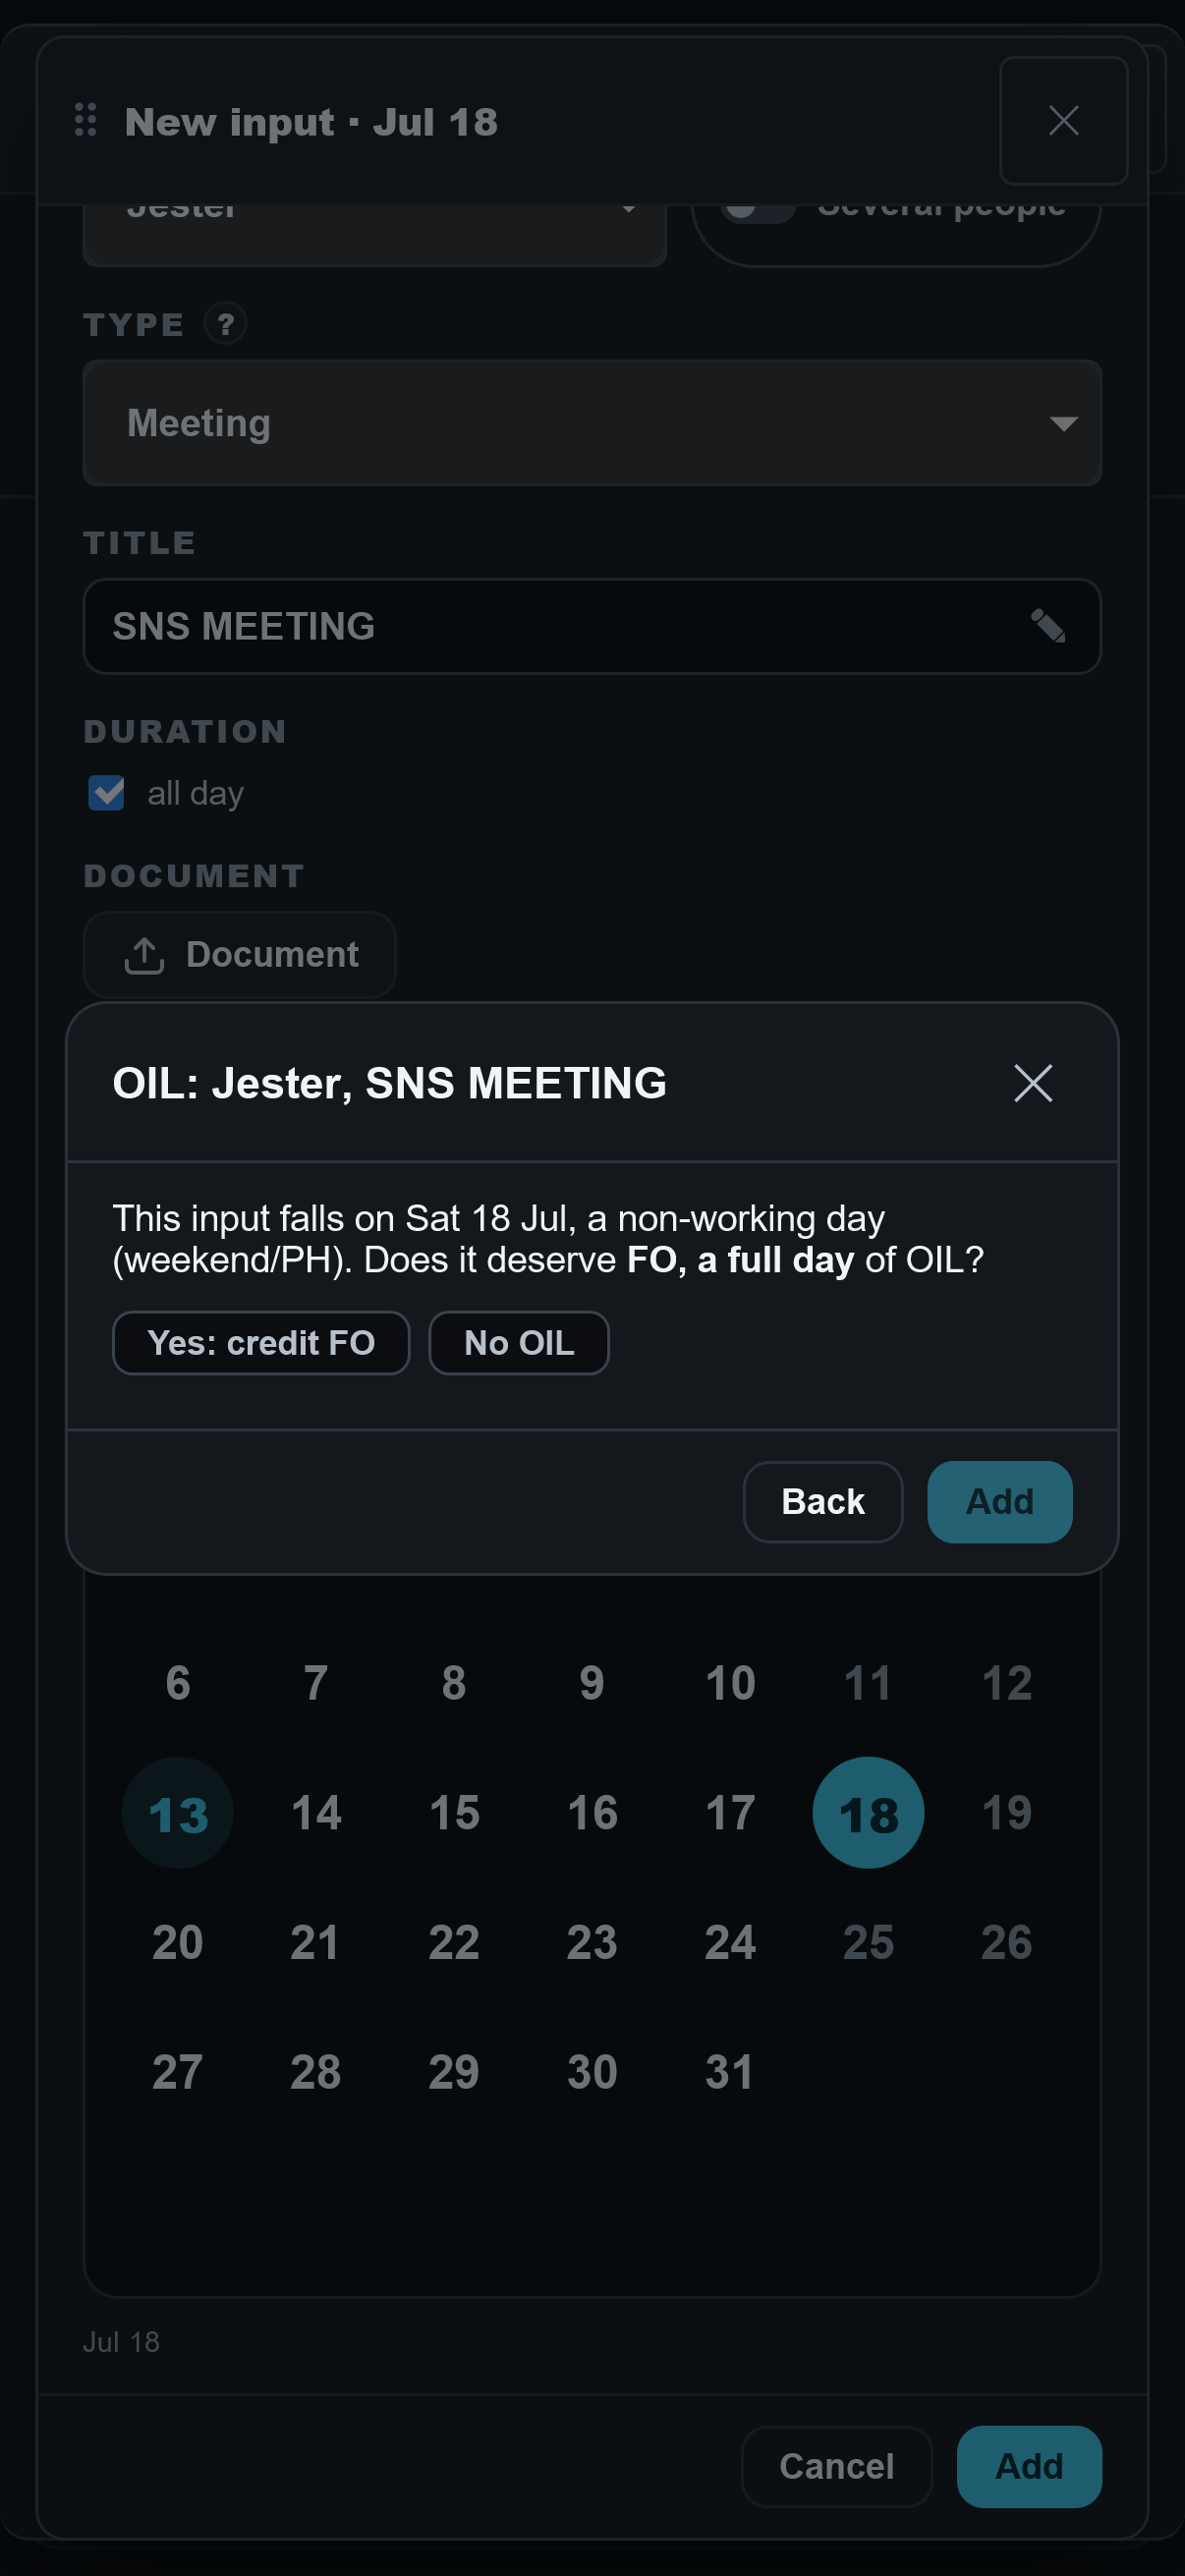 New input · Jul 18
Jester
Several people
TYPE ?
Meeting
TITLE
SNS MEETING
DURATION
all day
DOCUMENT
Document
OIL: Jester, SNS MEETING
This input falls on Sat 18 Jul, a non-working day
(weekend/PH). Does it deserve FO, a full day of OIL?
Yes: credit FO No OIL
Back Add
6 7 8 9 10 11 12
13 14 15 16 17 18 19
20 21 22 23 24 25 26
27 28 29 30 31
Jul 18
Cancel Add